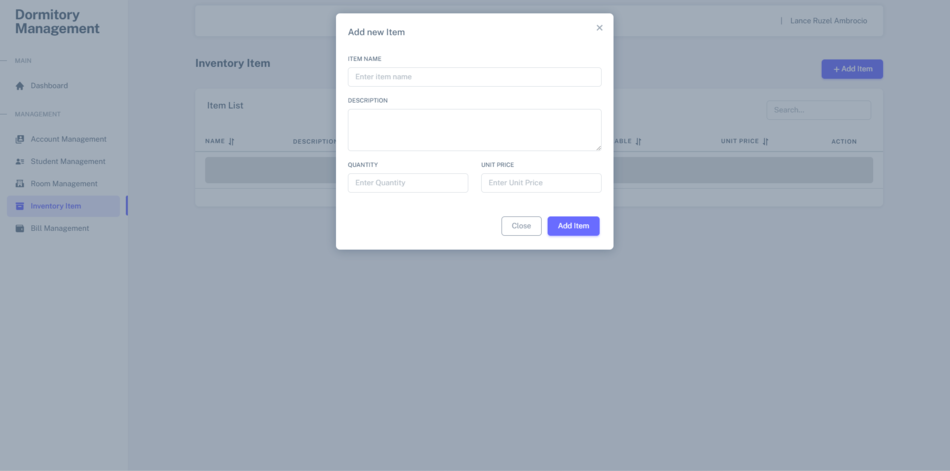 Dormitory
Management
MAIN
Dashboard
MANAGEMENT
Account Management
Student Management
Room Management
Inventory Item
Bill Management
| Lance Ruzel Ambrocio
Inventory Item
+ Add Item
Item List
Search...
NAME
DESCRIPTION
ABLE
UNIT PRICE
ACTION
Add new Item
×
ITEM NAME
Enter item name
DESCRIPTION
QUANTITY
UNIT PRICE
Enter Quantity
Enter Unit Price
Close
Add Item